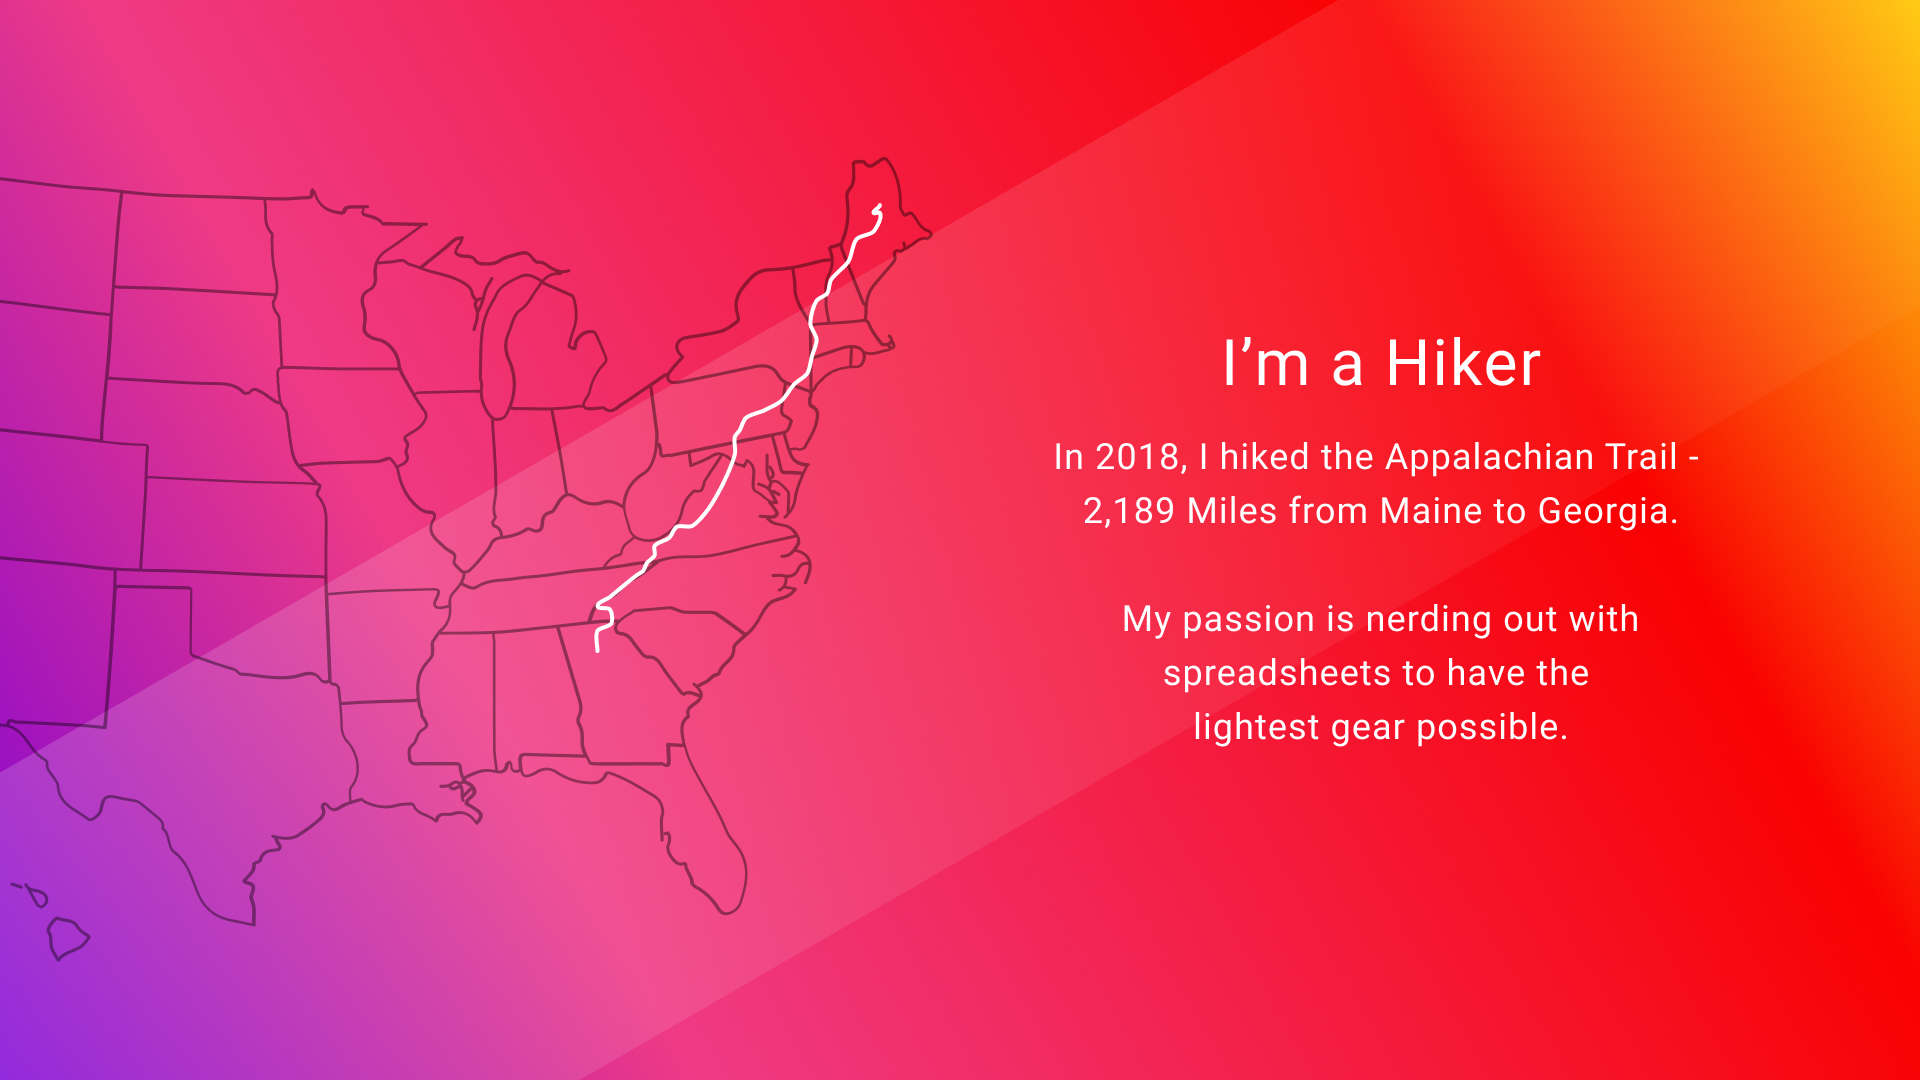 I’m a Hiker
In 2018, I hiked the Appalachian Trail -
2,189 Miles from Maine to Georgia.
My passion is nerding out with
spreadsheets to have the
lightest gear possible.